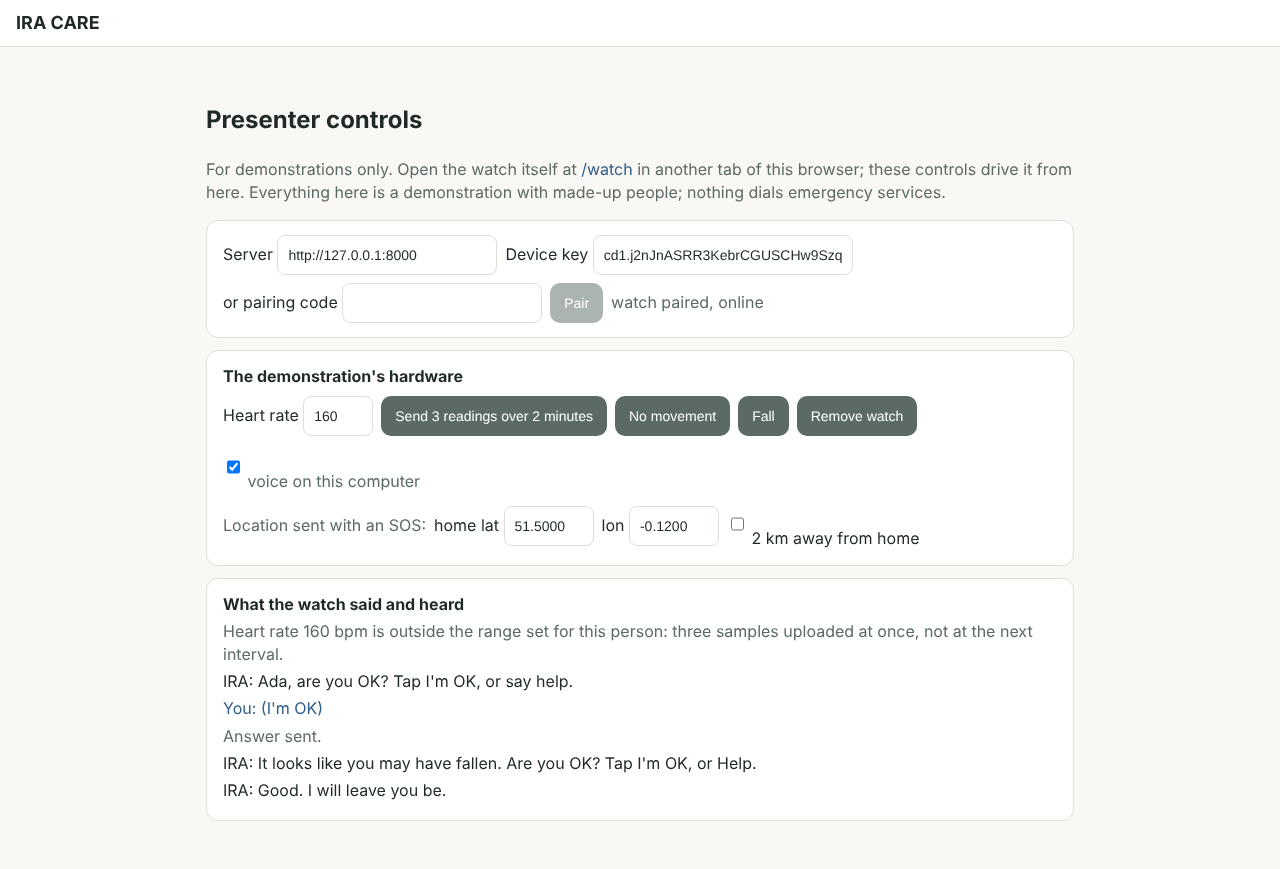 IRA CARE
Presenter controls
For demonstrations only. Open the watch itself at /watch in another tab of this browser; these controls drive it from
here. Everything here is a demonstration with made-up people; nothing dials emergency services.
Server http://127.0.0.1:8000 Device key cd1.j2nJnASRR3KebrCGUSCHw9Szq
or pairing code Pair watch paired, online
The demonstration's hardware
Heart rate 160 Send 3 readings over 2 minutes No movement Fall Remove watch
voice on this computer
Location sent with an SOS: home lat 51.5000 lon -0.1200 2 km away from home
What the watch said and heard
Heart rate 160 bpm is outside the range set for this person: three samples uploaded at once, not at the next
interval.
IRA: Ada, are you OK? Tap I'm OK, or say help.
You: (I'm OK)
Answer sent.
IRA: It looks like you may have fallen. Are you OK? Tap I'm OK, or Help.
IRA: Good. I will leave you be.